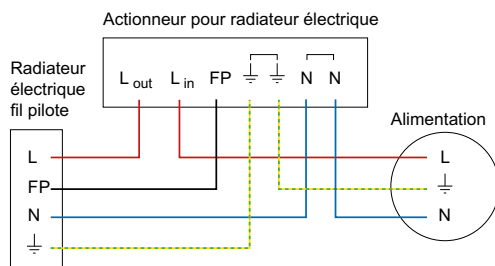 Actionneur pour radiateur électrique
L out L in FP N N
Radiateur
électrique
fil pilote
Alimentation
L
FP
N
L
N